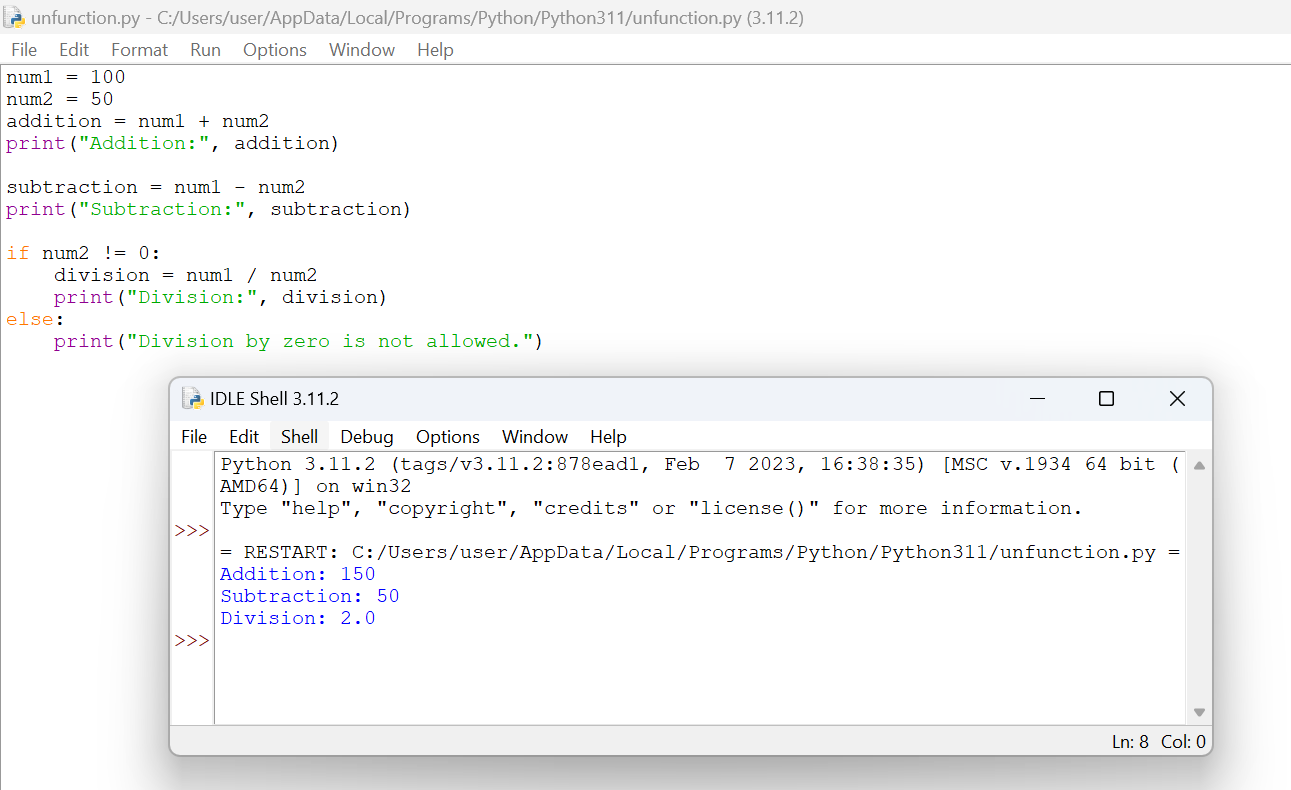 unfunction.py - C:/Users/user/AppData/Local/Programs/Python/Python311/unfunction.py (3.11.2)
File Edit Format Run Options Window Help
num1 = 100
num2 = 50
addition = num1 + num2
print("Addition:", addition)
subtraction = num1 - num2
print("Subtraction:", subtraction)
if num2 != 0:
    division = num1 / num2
    print("Division:", division)
else:
    print("Division by zero is not allowed.")
IDLE Shell 3.11.2
File Edit Shell Debug Options Window Help
Python 3.11.2 (tags/v3.11.2:878ead1, Feb  7 2023, 16:38:35) [MSC v.1934 64 bit (
AMD64)] on win32
Type "help", "copyright", "credits" or "license()" for more information.
>>>
= RESTART: C:/Users/user/AppData/Local/Programs/Python/Python311/unfunction.py =
Addition: 150
Subtraction: 50
Division: 2.0
>>>
Ln: 8 Col: 0